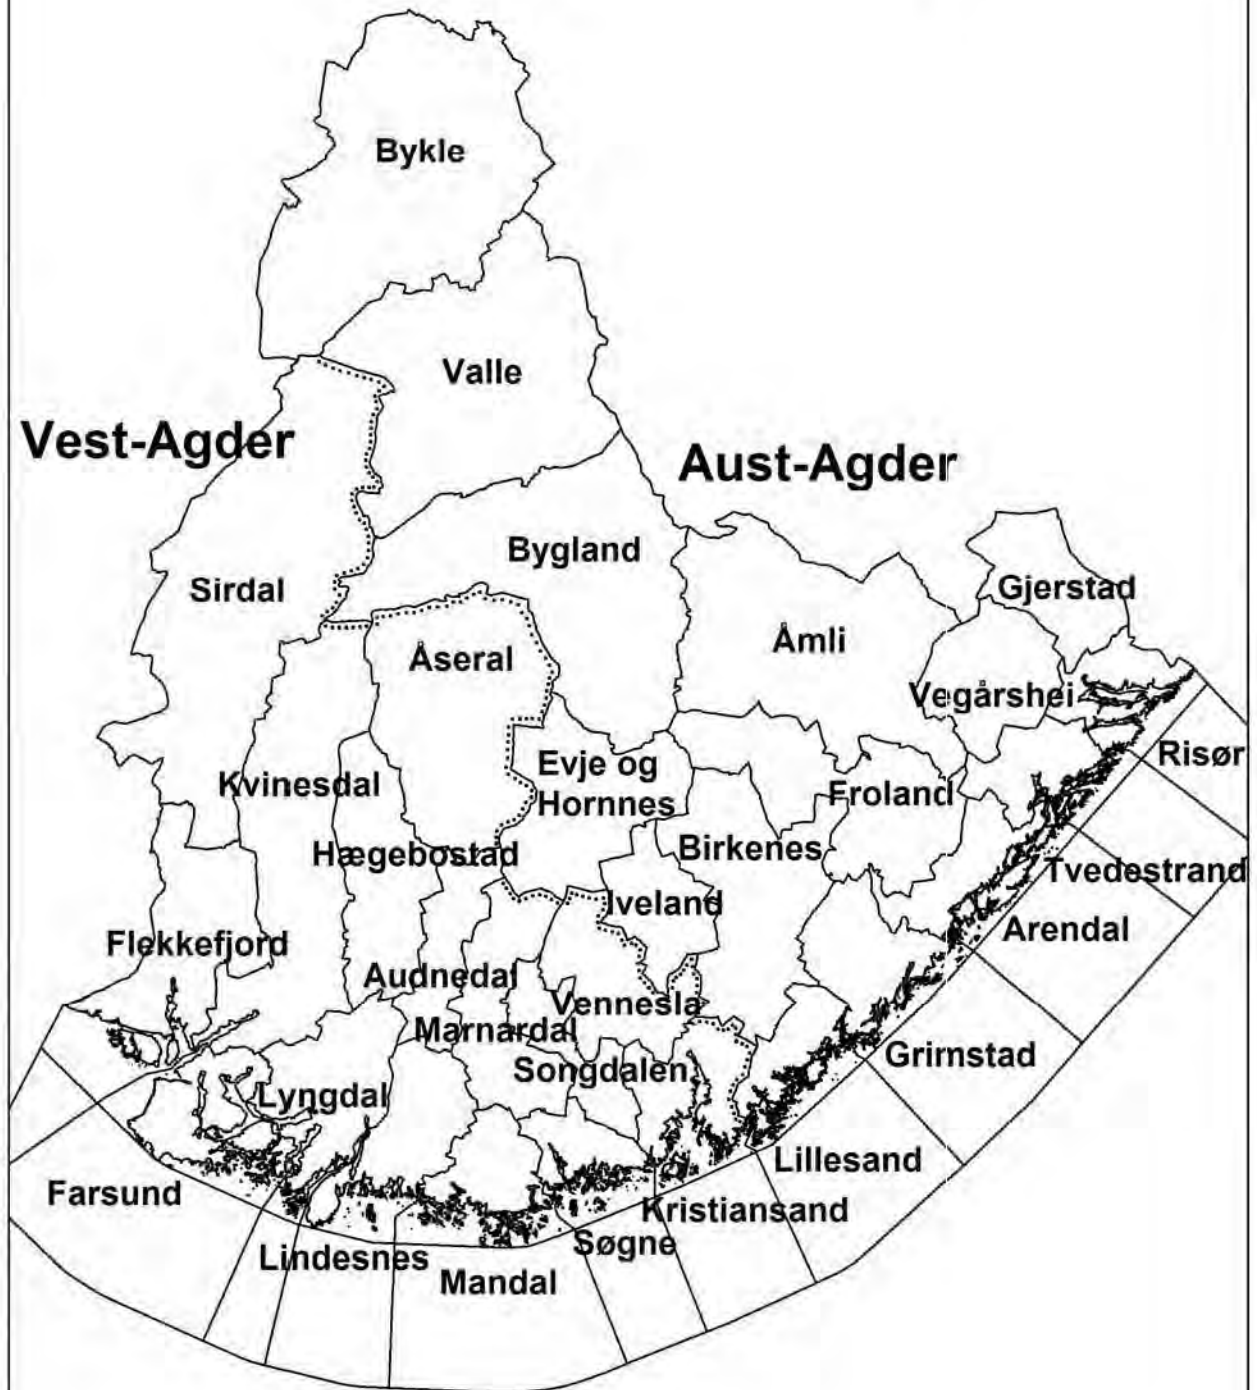 Bykle
Valle
Vest-Agder
Aust-Agder
Bygland
Sirdal
Gjerstad
Åmli
Åseral
Vegårshei
Risør
Evje og
Hornnes
Kvinesdal
Froland
Hægebostad
Birkenes
Tvedestrand
Iveland
Arendal
Flekkefjord
Audnedal
Vennesla
Marnardal
Grimstad
Songdalen
Lyngdal
Lillesand
Farsund
Kristiansand
Søgne
Lindesnes
Mandal